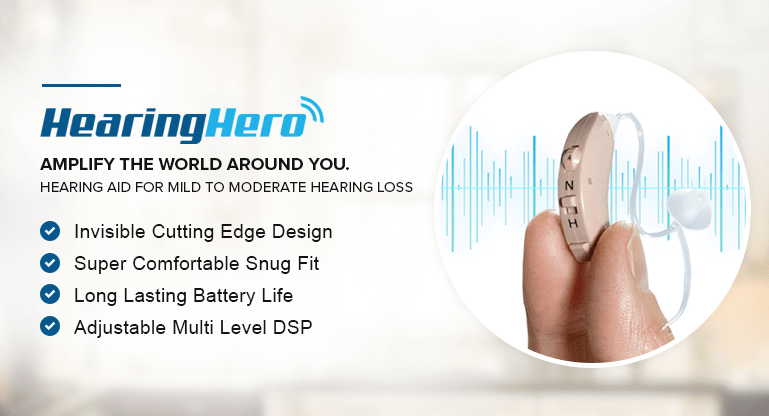 HearingHero
AMPLIFY THE WORLD AROUND YOU.
HEARING AID FOR MILD TO MODERATE HEARING LOSS
Invisible Cutting Edge Design
Super Comfortable Snug Fit
Long Lasting Battery Life
Adjustable Multi Level DSP
N
H